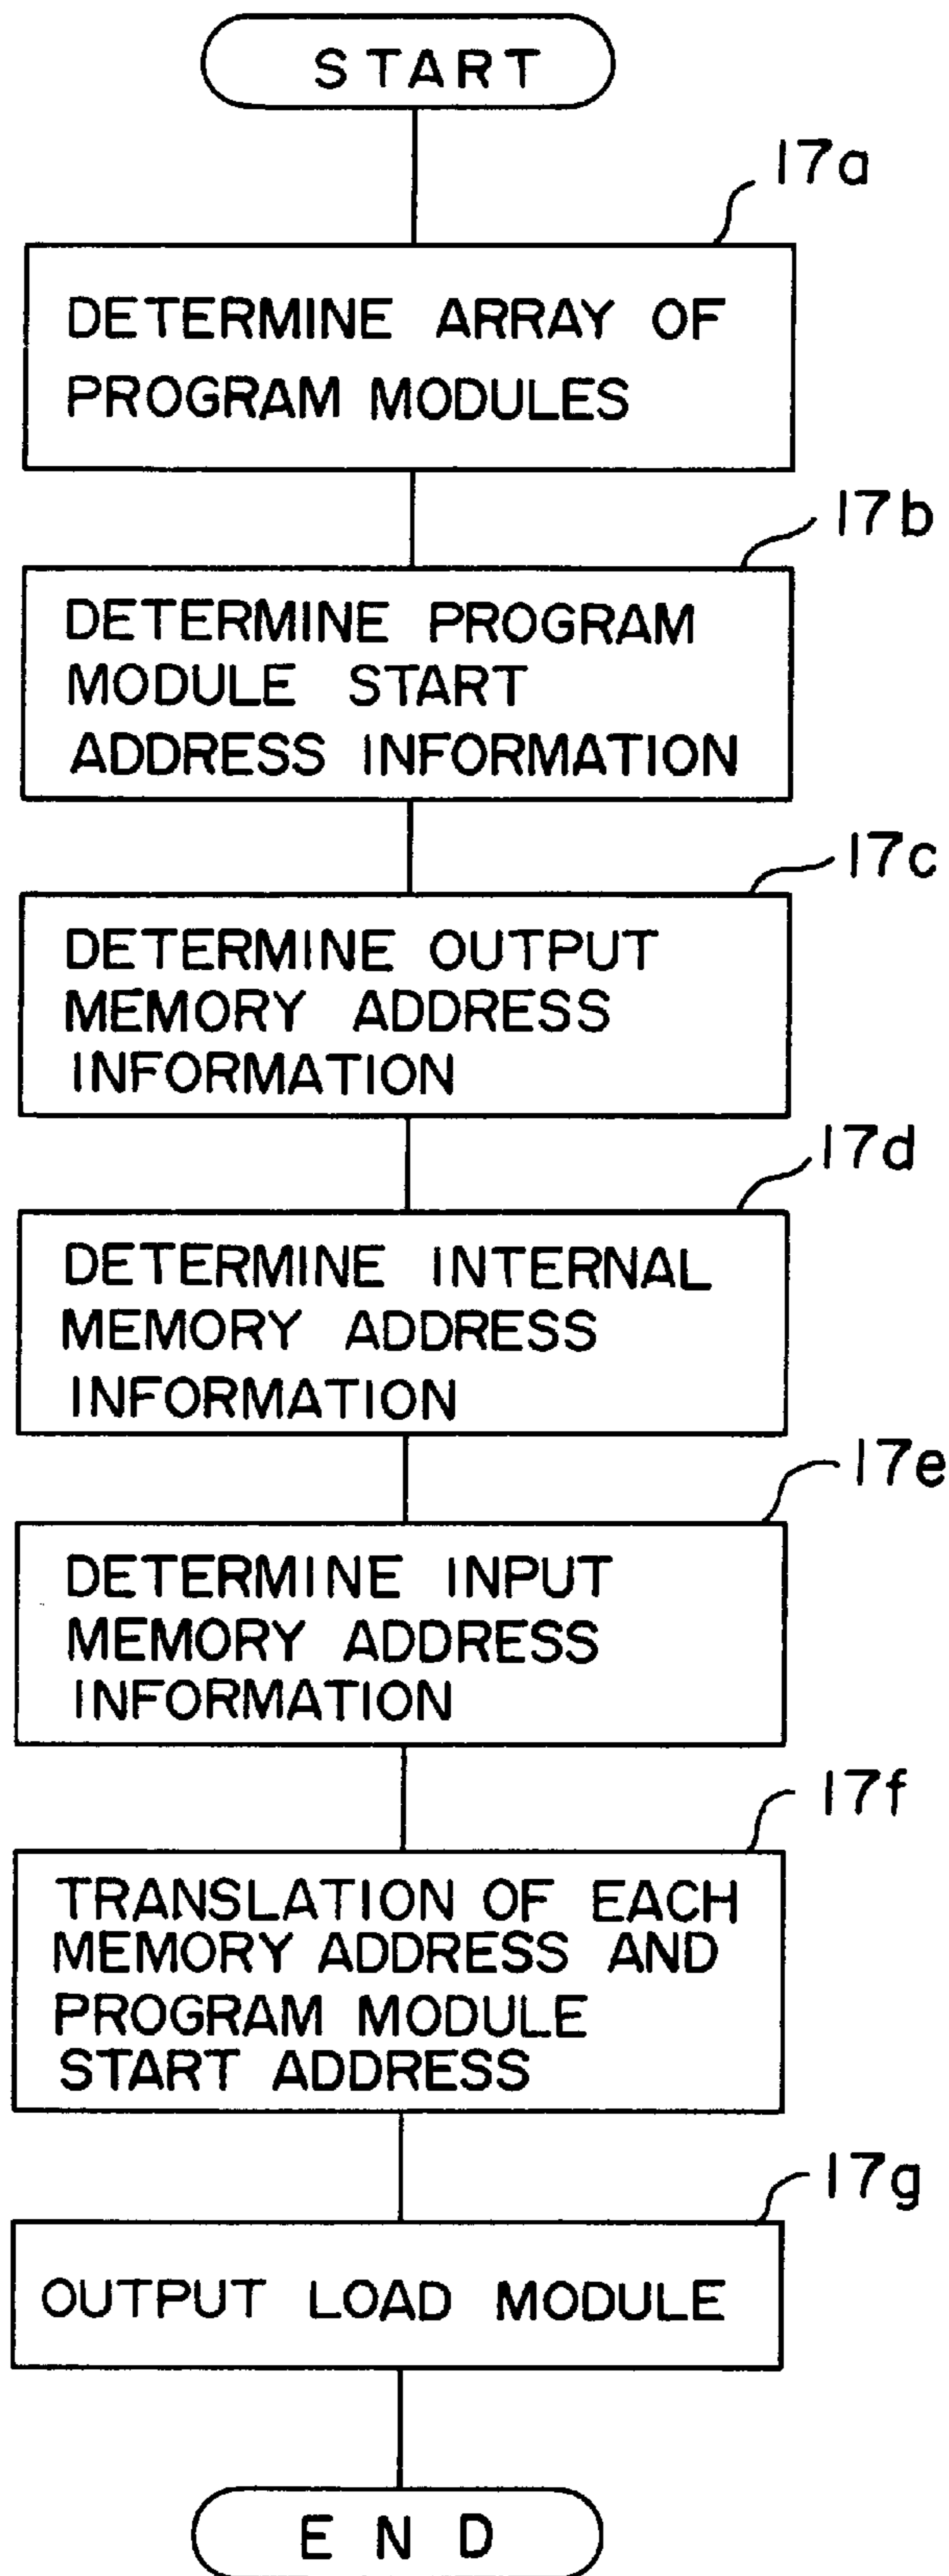 START
17a
DETERMINE ARRAY OF
PROGRAM MODULES
17b
DETERMINE PROGRAM
MODULE START
ADDRESS INFORMATION
17c
DETERMINE OUTPUT
MEMORY ADDRESS
INFORMATION
17d
DETERMINE INTERNAL
MEMORY ADDRESS
INFORMATION
17e
DETERMINE INPUT
MEMORY ADDRESS
INFORMATION
17f
TRANSLATION OF EACH
MEMORY ADDRESS AND
PROGRAM MODULE
START ADDRESS
17g
OUTPUT LOAD MODULE
END